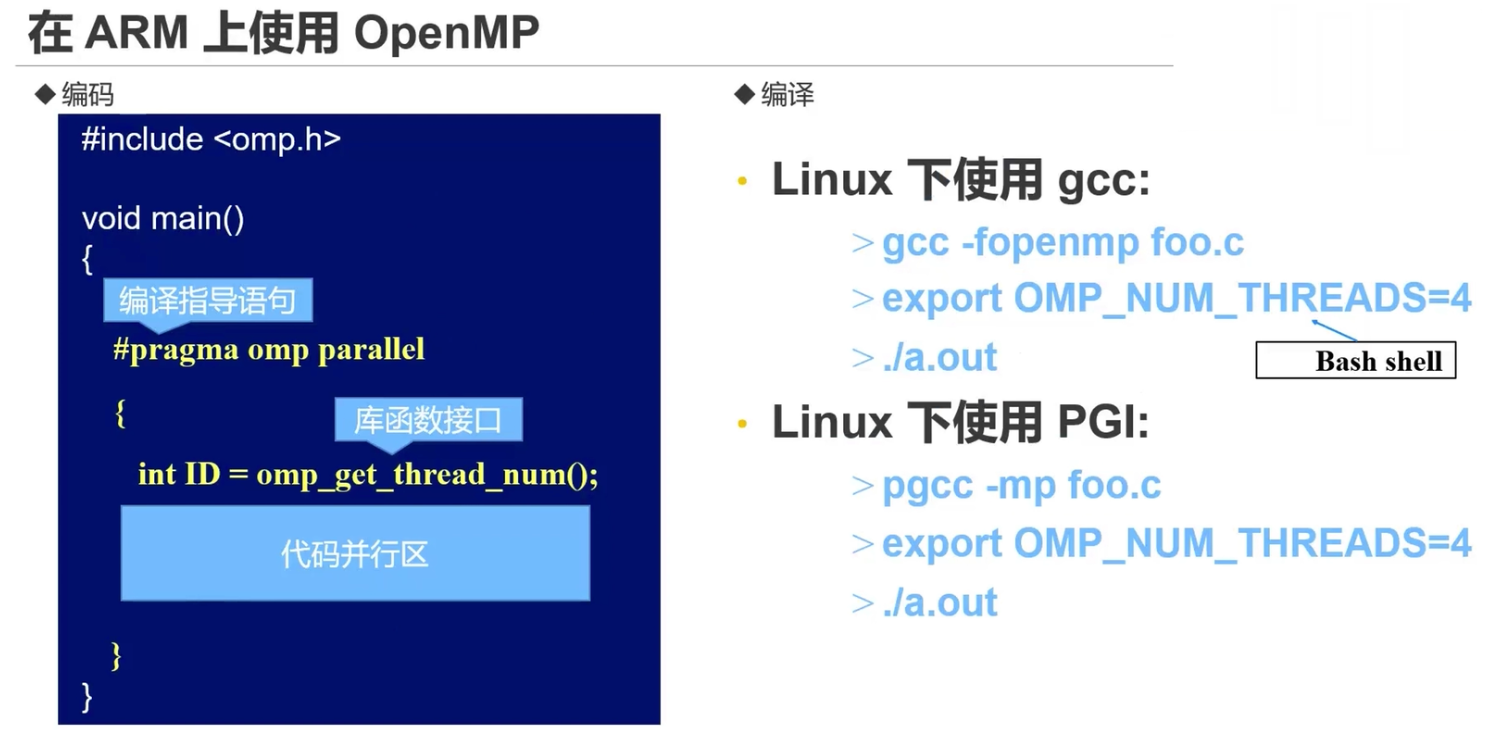 在 ARM 上使用 OpenMP
◆编码
#include <omp.h>
void main()
{
编译指导语句
#pragma omp parallel
{
库函数接口
int ID = omp_get_thread_num();
代码并行区
}
}
◆编译
• Linux 下使用 gcc:
>gcc -fopenmp foo.c
>export OMP_NUM_THREADS=4
>./a.out
Bash shell
• Linux 下使用 PGI:
>pgcc -mp foo.c
>export OMP_NUM_THREADS=4
>./a.out